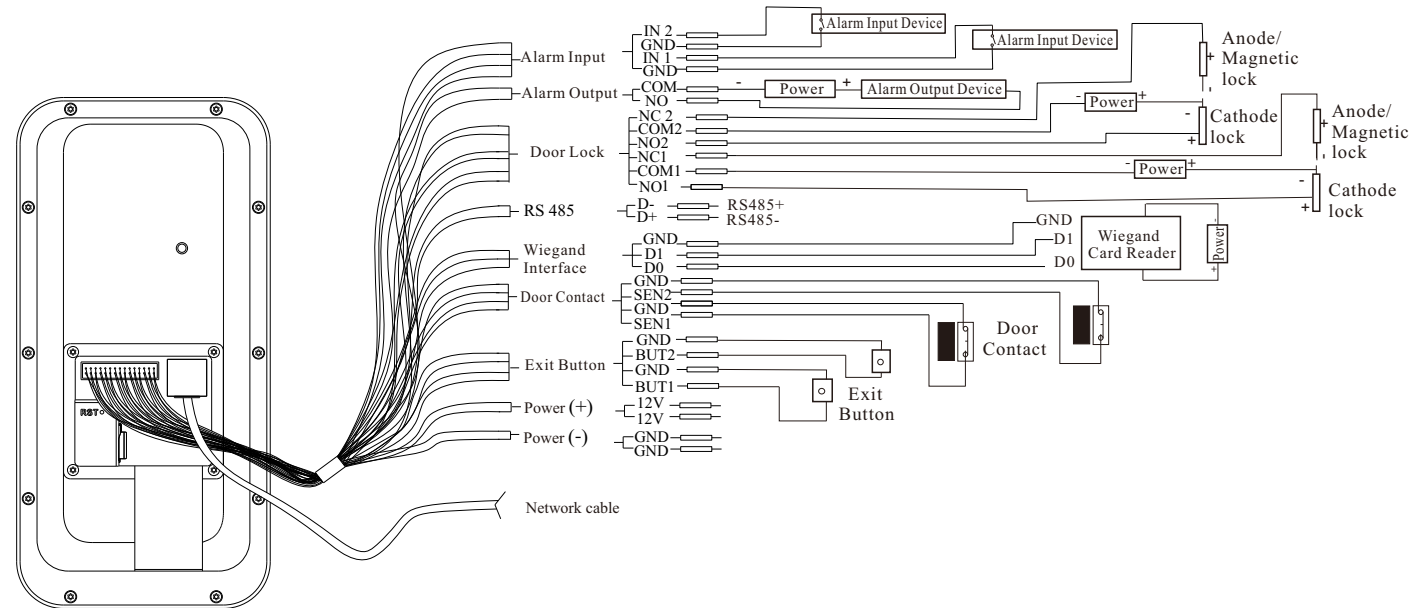 Alarm Input
IN 2
GND
IN 1
GND
Alarm Input Device
Alarm Input Device
Alarm Output
COM
NO
-
Power
+
Alarm Output Device
Door Lock
NC 2
COM2
NO2
NC1
COM1
NO1
Anode/
Magnetic
lock
+
-
-
Power
+
-
Cathode
lock
+
Anode/
Magnetic
lock
+
-
-
Power
+
-
Cathode
lock
+
RS 485
D-
RS485+
D+
RS485-
Wiegand
Interface
GND
D1
D0
GND
D1
D0
Wiegand
Card Reader
-
Power
+
Door Contact
GND
SEN2
GND
SEN1
Door
Contact
Exit Button
GND
BUT2
GND
BUT1
Exit
Button
Power (+)
12V
12V
Power (-)
GND
GND
Network cable
RST